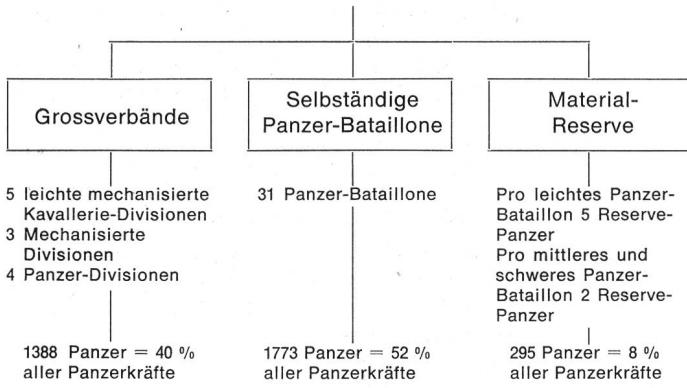 Grossverbände
5 leichte mechanisierte
Kavallerie-Divisionen
3 Mechanisierte
Divisionen
4 Panzer-Divisionen
1388 Panzer = 40 %
aller Panzerkräfte
Selbständige
Panzer-Bataillone
31 Panzer-Bataillone
1773 Panzer = 52 %
aller Panzerkräfte
Material-
Reserve
Pro leichtes Panzer-
Bataillon 5 Reserve-
Panzer
Pro mittleres und
schweres Panzer-
Bataillon 2 Reserve-
Panzer
295 Panzer = 8 %
aller Panzerkräfte